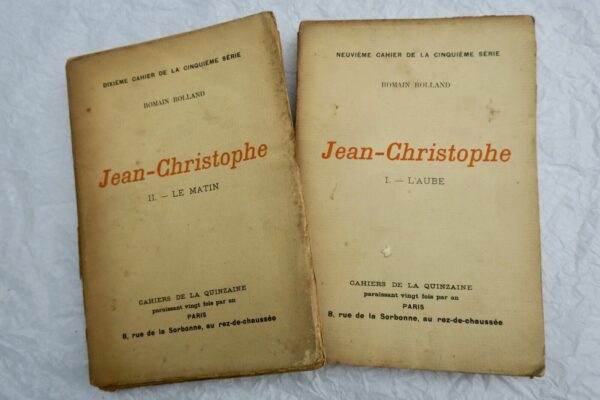 DIXIÈME CAHIER DE LA CINQUIÈME SÉRIE
ROMAIN ROLLAND
Jean-Christophe
II. — LE MATIN
CAHIERS DE LA QUINZAINE
paraissant vingt fois par an
PARIS
8, rue de la Sorbonne, au rez-de-chaussée
NEUVIÈME CAHIER DE LA CINQUIÈME SÉRIE
ROMAIN ROLLAND
Jean-Christophe
I. — L'AUBE
CAHIERS DE LA QUINZAINE
paraissant vingt fois par an
PARIS
8, rue de la Sorbonne, au rez-de-chaussée